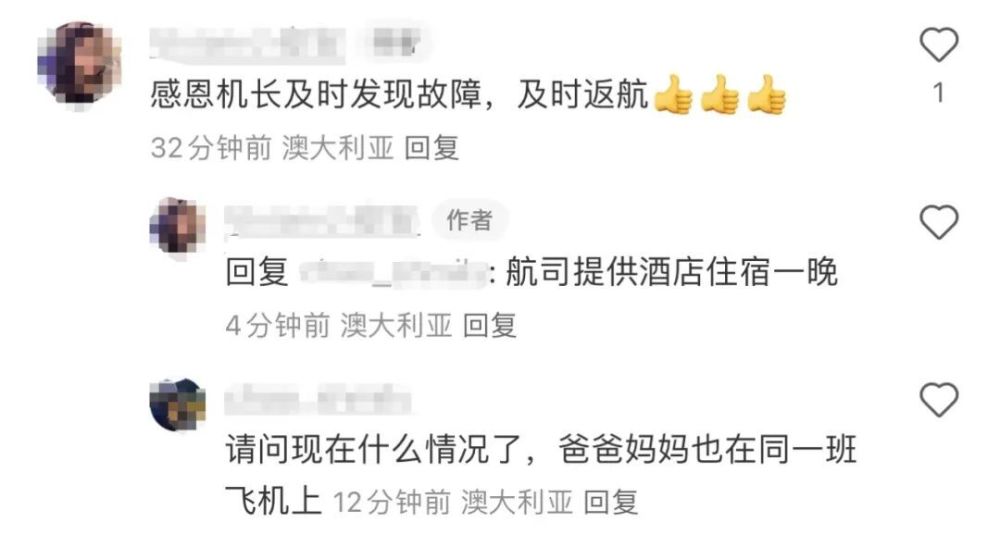 感恩机长及时发现故障，及时返航👍👍👍
1
32分钟前 澳大利亚 回复
作者
回复 : 航司提供酒店住宿一晚
4分钟前 澳大利亚 回复
请问现在什么情况了，爸爸妈妈也在同一班
飞机上 12分钟前 澳大利亚 回复